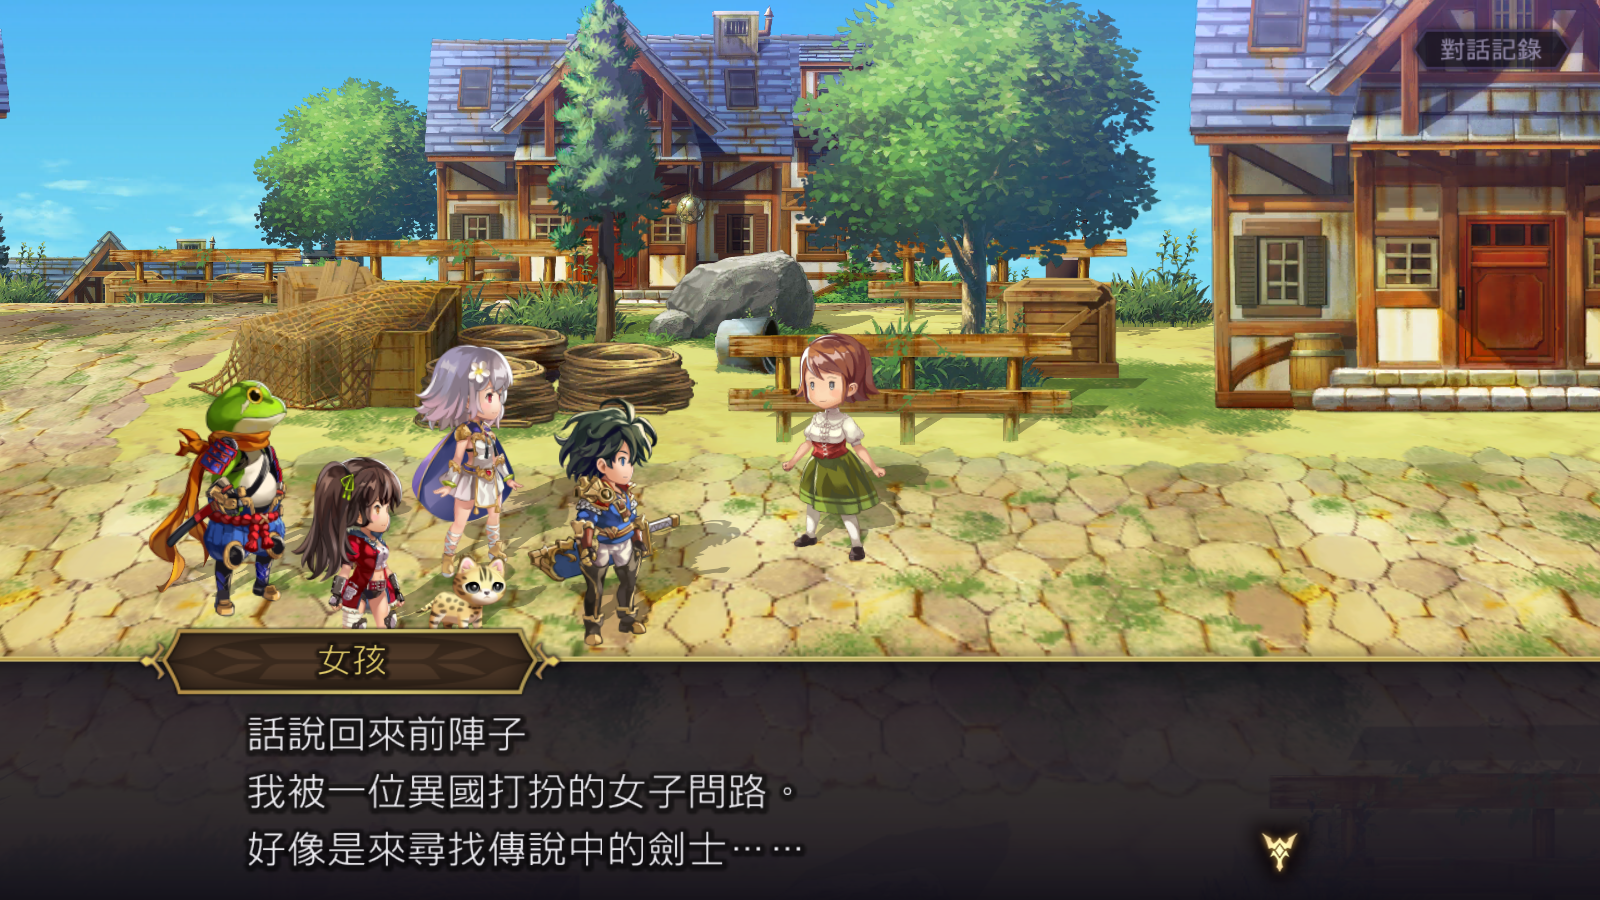 對話記錄
女孩
話說回來前陣子
我被一位異國打扮的女子問路。
好像是來尋找傳說中的劍士⋯⋯